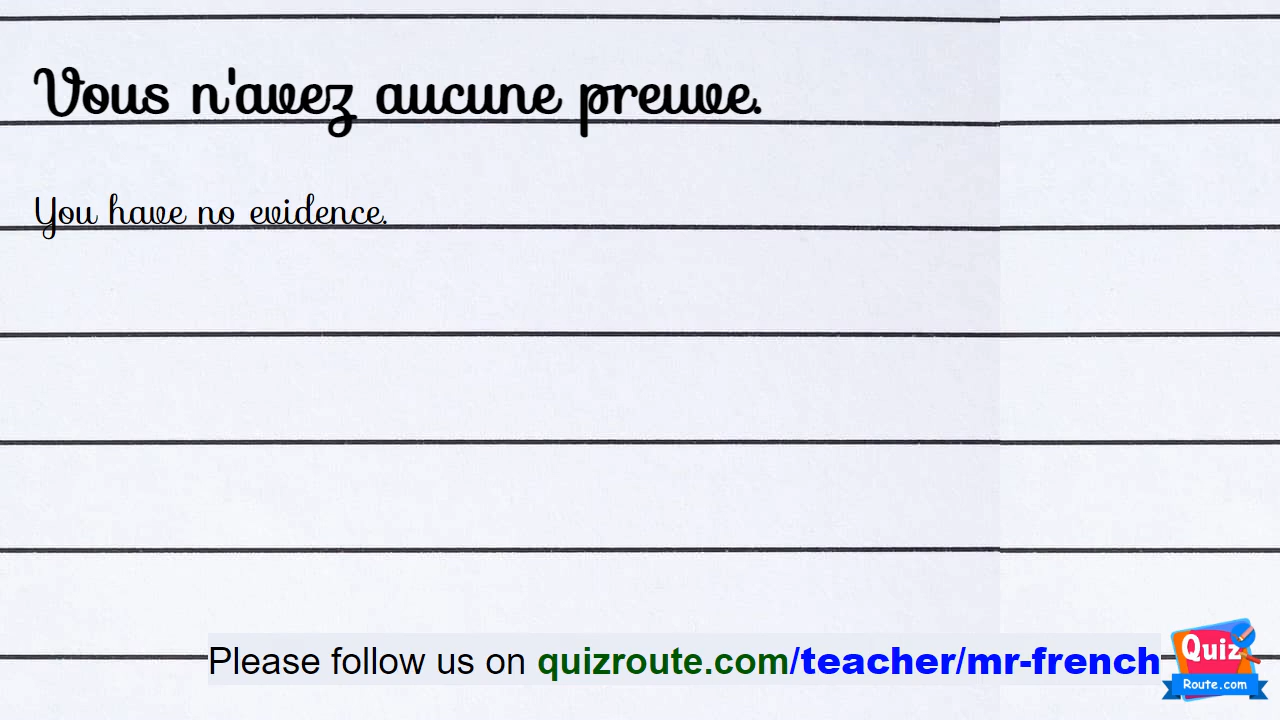 Vous n'avez aucune preuve.
You have no evidence.
Please follow us on quizroute.com/teacher/mr-french
Quiz
Route.com